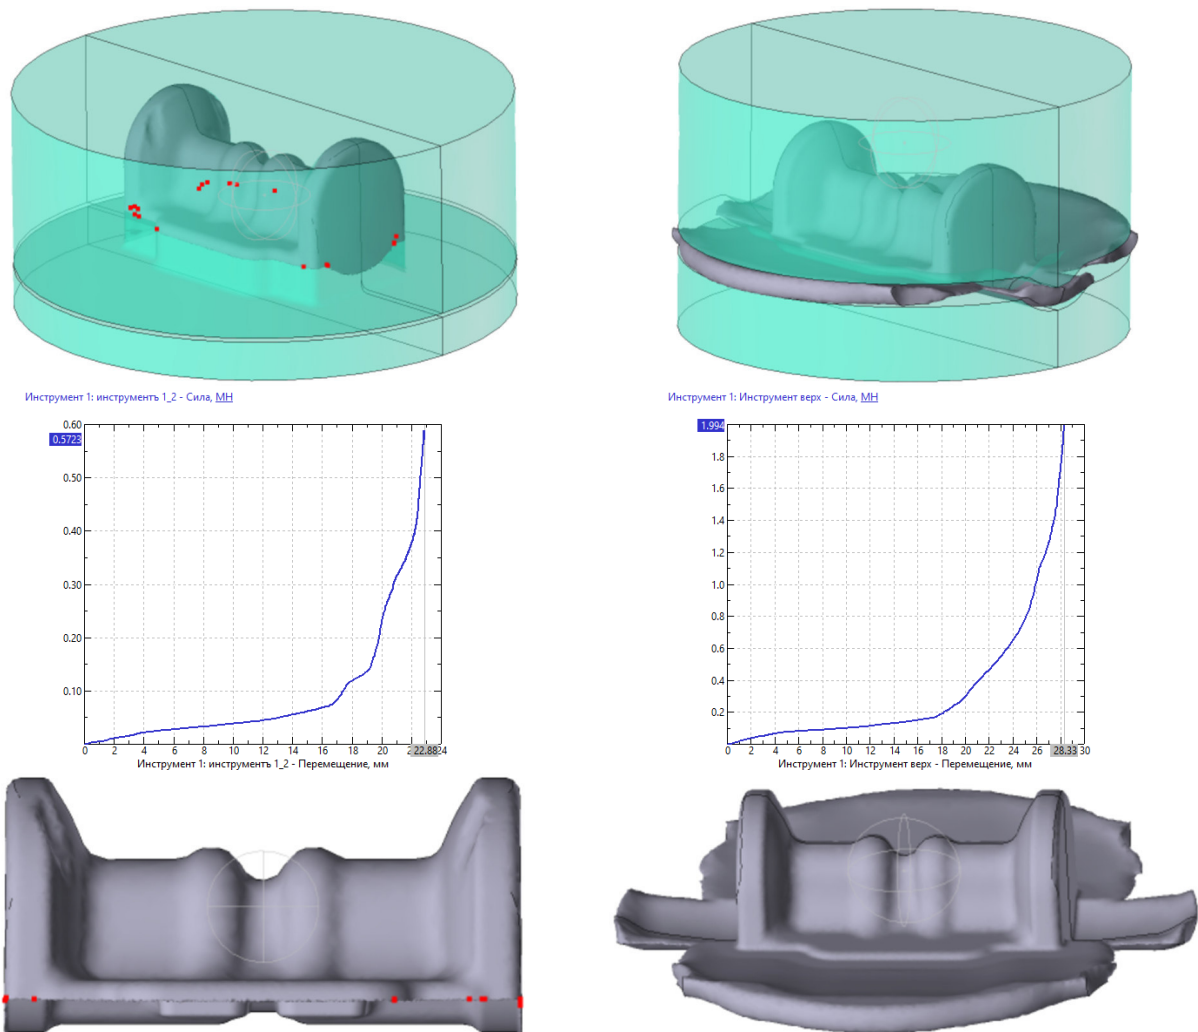 Инструмент 1: инструментъ 1_2 - Сила, МН
0.60
0.5723
0.50
0.40
0.30
0.20
0.10
0 2 4 6 8 10 12 14 16 18 20 2 22.88 24
Инструмент 1: инструментъ 1_2 - Перемещение, мм
Инструмент 1: Инструмент верх - Сила, МН
1.994
1.8
1.6
1.4
1.2
1.0
0.8
0.6
0.4
0.2
0 2 4 6 8 10 12 14 16 18 20 22 24 26 28.33 30
Инструмент 1: Инструмент верх - Перемещение, мм